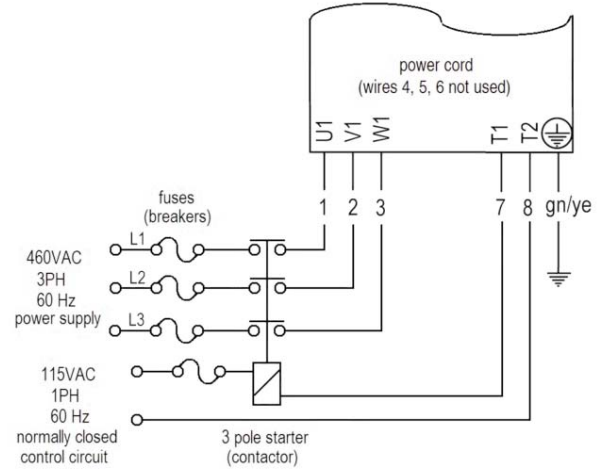 power cord
(wires 4, 5, 6 not used)
U1 V1 W1 T1 T2
1 2 3 7 8 gn/ye
fuses
(breakers)
L1
460VAC
3PH
60 Hz
power supply
L2
L3
115VAC
1PH
60 Hz
normally closed
control circuit
3 pole starter
(contactor)